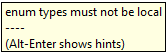 enum types must not be local
----
(Alt-Enter shows hints)